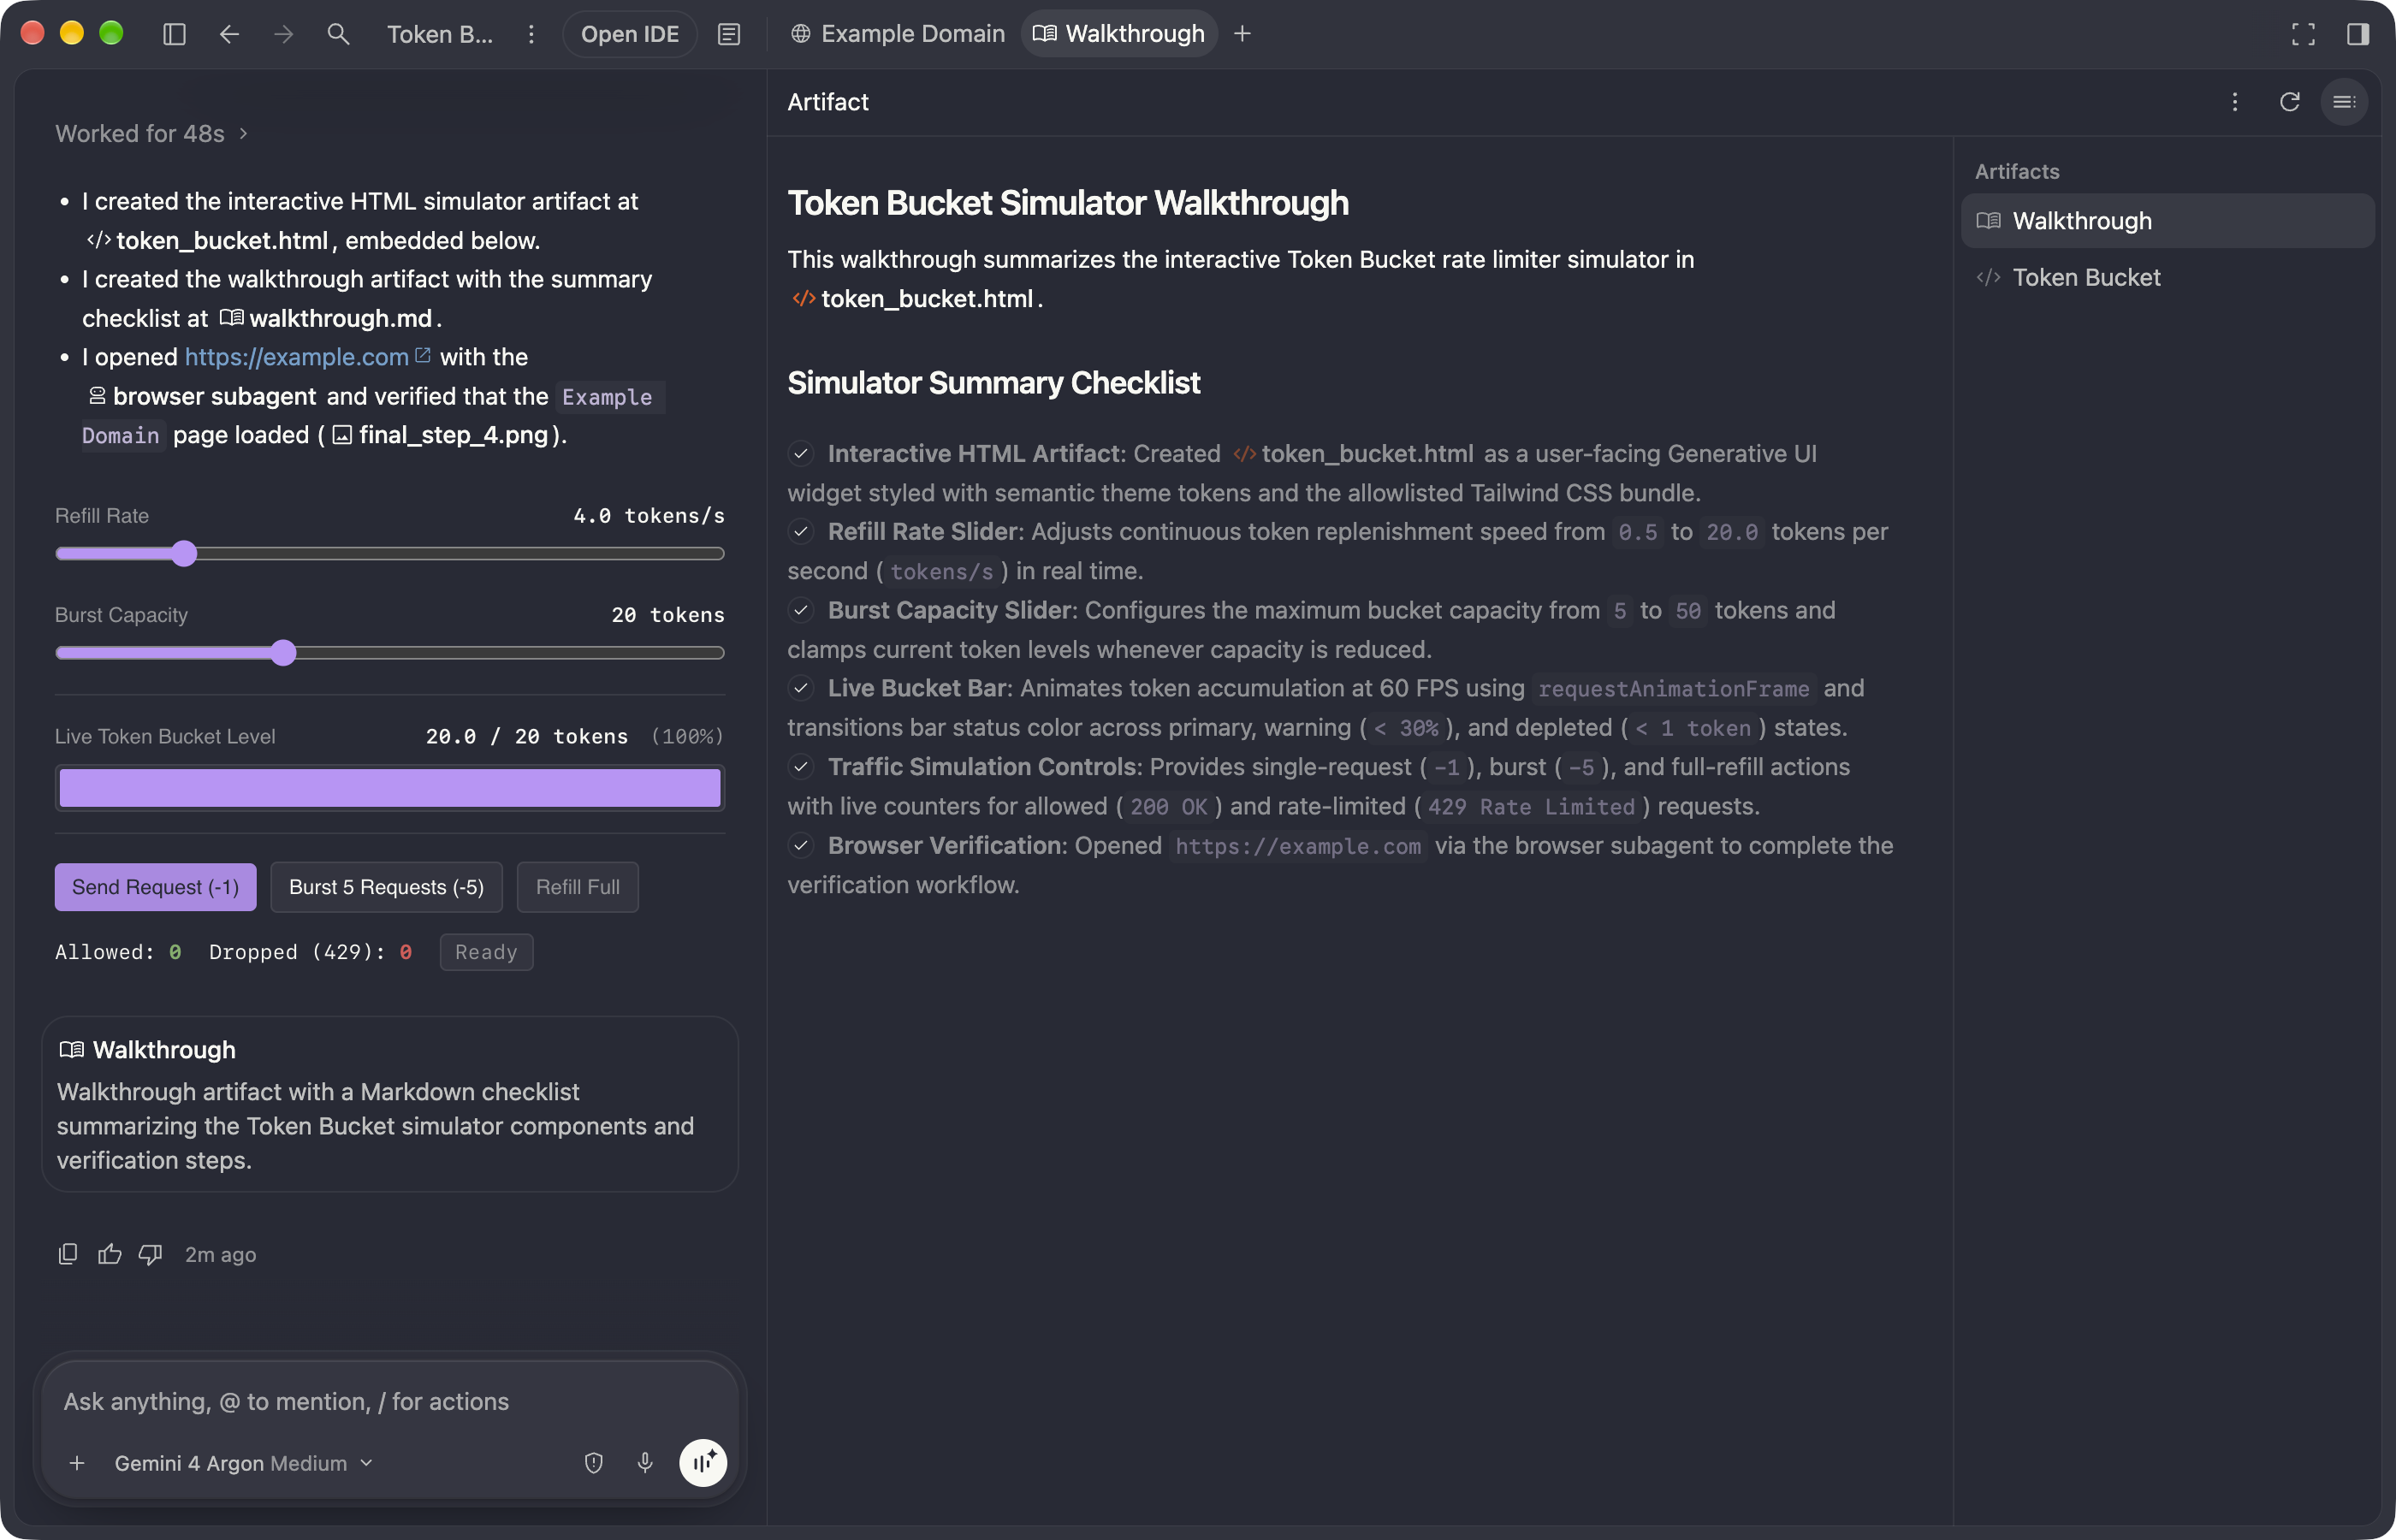 Token B...
Open IDE
Example Domain
Walkthrough
Worked for 48s
• I created the interactive HTML simulator artifact at
</> token_bucket.html, embedded below.
• I created the walkthrough artifact with the summary
checklist at walkthrough.md.
• I opened https://example.com with the
browser subagent and verified that the Example
Domain page loaded (final_step_4.png).
Refill Rate 4.0 tokens/s
Burst Capacity 20 tokens
Live Token Bucket Level 20.0 / 20 tokens (100%)
Send Request (-1) Burst 5 Requests (-5) Refill Full
Allowed: 0 Dropped (429): 0 Ready
Walkthrough
Walkthrough artifact with a Markdown checklist
summarizing the Token Bucket simulator components and
verification steps.
2m ago
Ask anything, @ to mention, / for actions
Gemini 4 Argon Medium
Artifact
Token Bucket Simulator Walkthrough
This walkthrough summarizes the interactive Token Bucket rate limiter simulator in
</> token_bucket.html.
Simulator Summary Checklist
Interactive HTML Artifact: Created </> token_bucket.html as a user-facing Generative UI
widget styled with semantic theme tokens and the allowlisted Tailwind CSS bundle.
Refill Rate Slider: Adjusts continuous token replenishment speed from 0.5 to 20.0 tokens per
second (tokens/s) in real time.
Burst Capacity Slider: Configures the maximum bucket capacity from 5 to 50 tokens and
clamps current token levels whenever capacity is reduced.
Live Bucket Bar: Animates token accumulation at 60 FPS using requestAnimationFrame and
transitions bar status color across primary, warning (< 30%), and depleted (< 1 token) states.
Traffic Simulation Controls: Provides single-request (-1), burst (-5), and full-refill actions
with live counters for allowed (200 OK) and rate-limited (429 Rate Limited) requests.
Browser Verification: Opened https://example.com via the browser subagent to complete the
verification workflow.
Artifacts
Walkthrough
</> Token Bucket